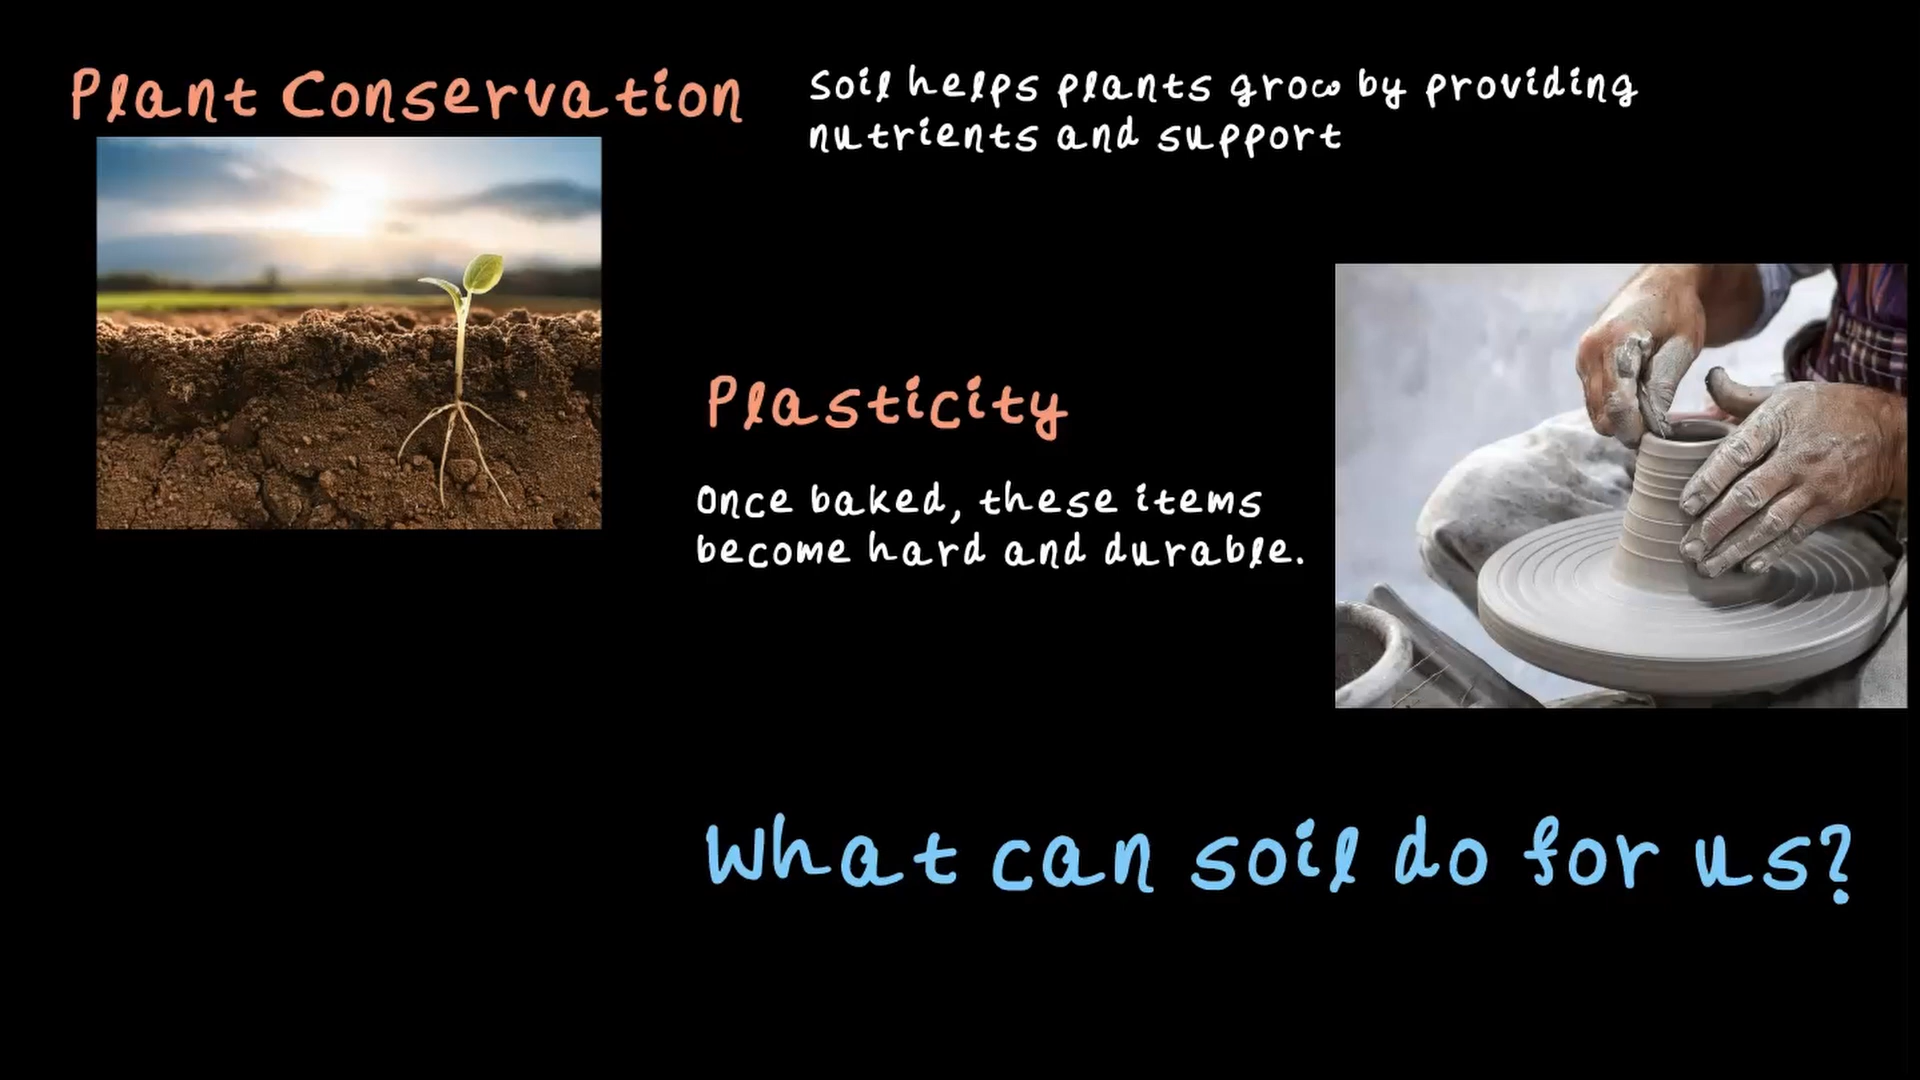 Plant Conservation
Soil helps plants grow by providing
nutrients and support
Plasticity
Once baked, these items
become hard and durable.
What can soil do for us?